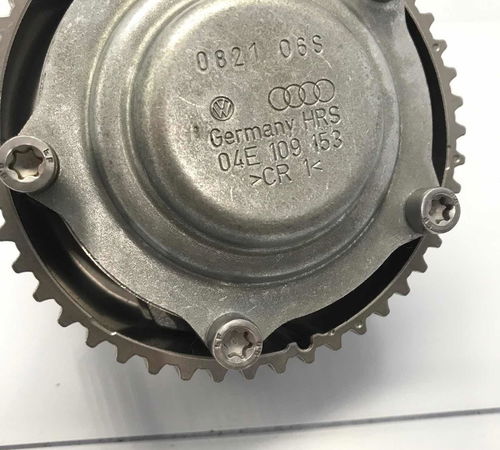 0821 06S
Germany HRS
04E 109 153
>CR 1<